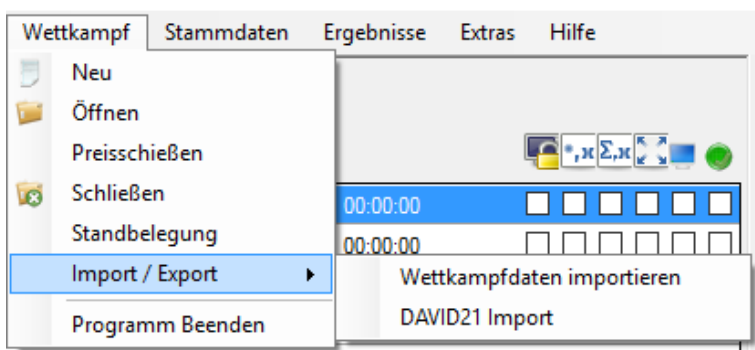 Wettkampf Stammdaten Ergebnisse Extras Hilfe
Neu
Öffnen
Preisschießen
Schließen
00:00:00
Standbelegung
00:00:00
Import / Export
Wettkampfdaten importieren
DAVID21 Import
Programm Beenden